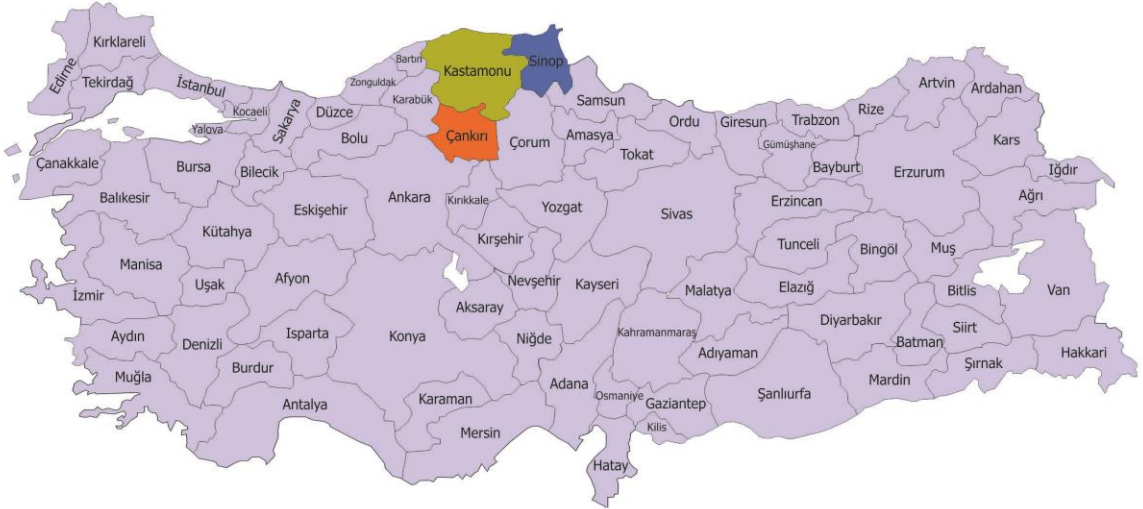 Kırklareli
Edirne
Tekirdağ
İstanbul
Kocaeli
Yalova
Sakarya
Düzce
Zonguldak
Bartın
Karabük
Kastamonu
Sinop
Çankırı
Bolu
Samsun
Çorum
Amasya
Tokat
Ordu
Giresun
Trabzon
Gümüşhane
Bayburt
Rize
Artvin
Ardahan
Kars
Iğdır
Ağrı
Erzurum
Erzincan
Çanakkale
Bursa
Bilecik
Balıkesir
Eskişehir
Ankara
Kırıkkale
Yozgat
Sivas
Kütahya
Kırşehir
Tunceli
Bingöl
Muş
Manisa
Uşak
Afyon
Nevşehir
Kayseri
Malatya
Elazığ
Bitlis
Van
İzmir
Aksaray
Aydın
Denizli
Isparta
Konya
Niğde
Kahramanmaraş
Adıyaman
Diyarbakır
Batman
Siirt
Şırnak
Hakkari
Muğla
Burdur
Antalya
Karaman
Mersin
Adana
Osmaniye
Gaziantep
Kilis
Şanlıurfa
Mardin
Hatay